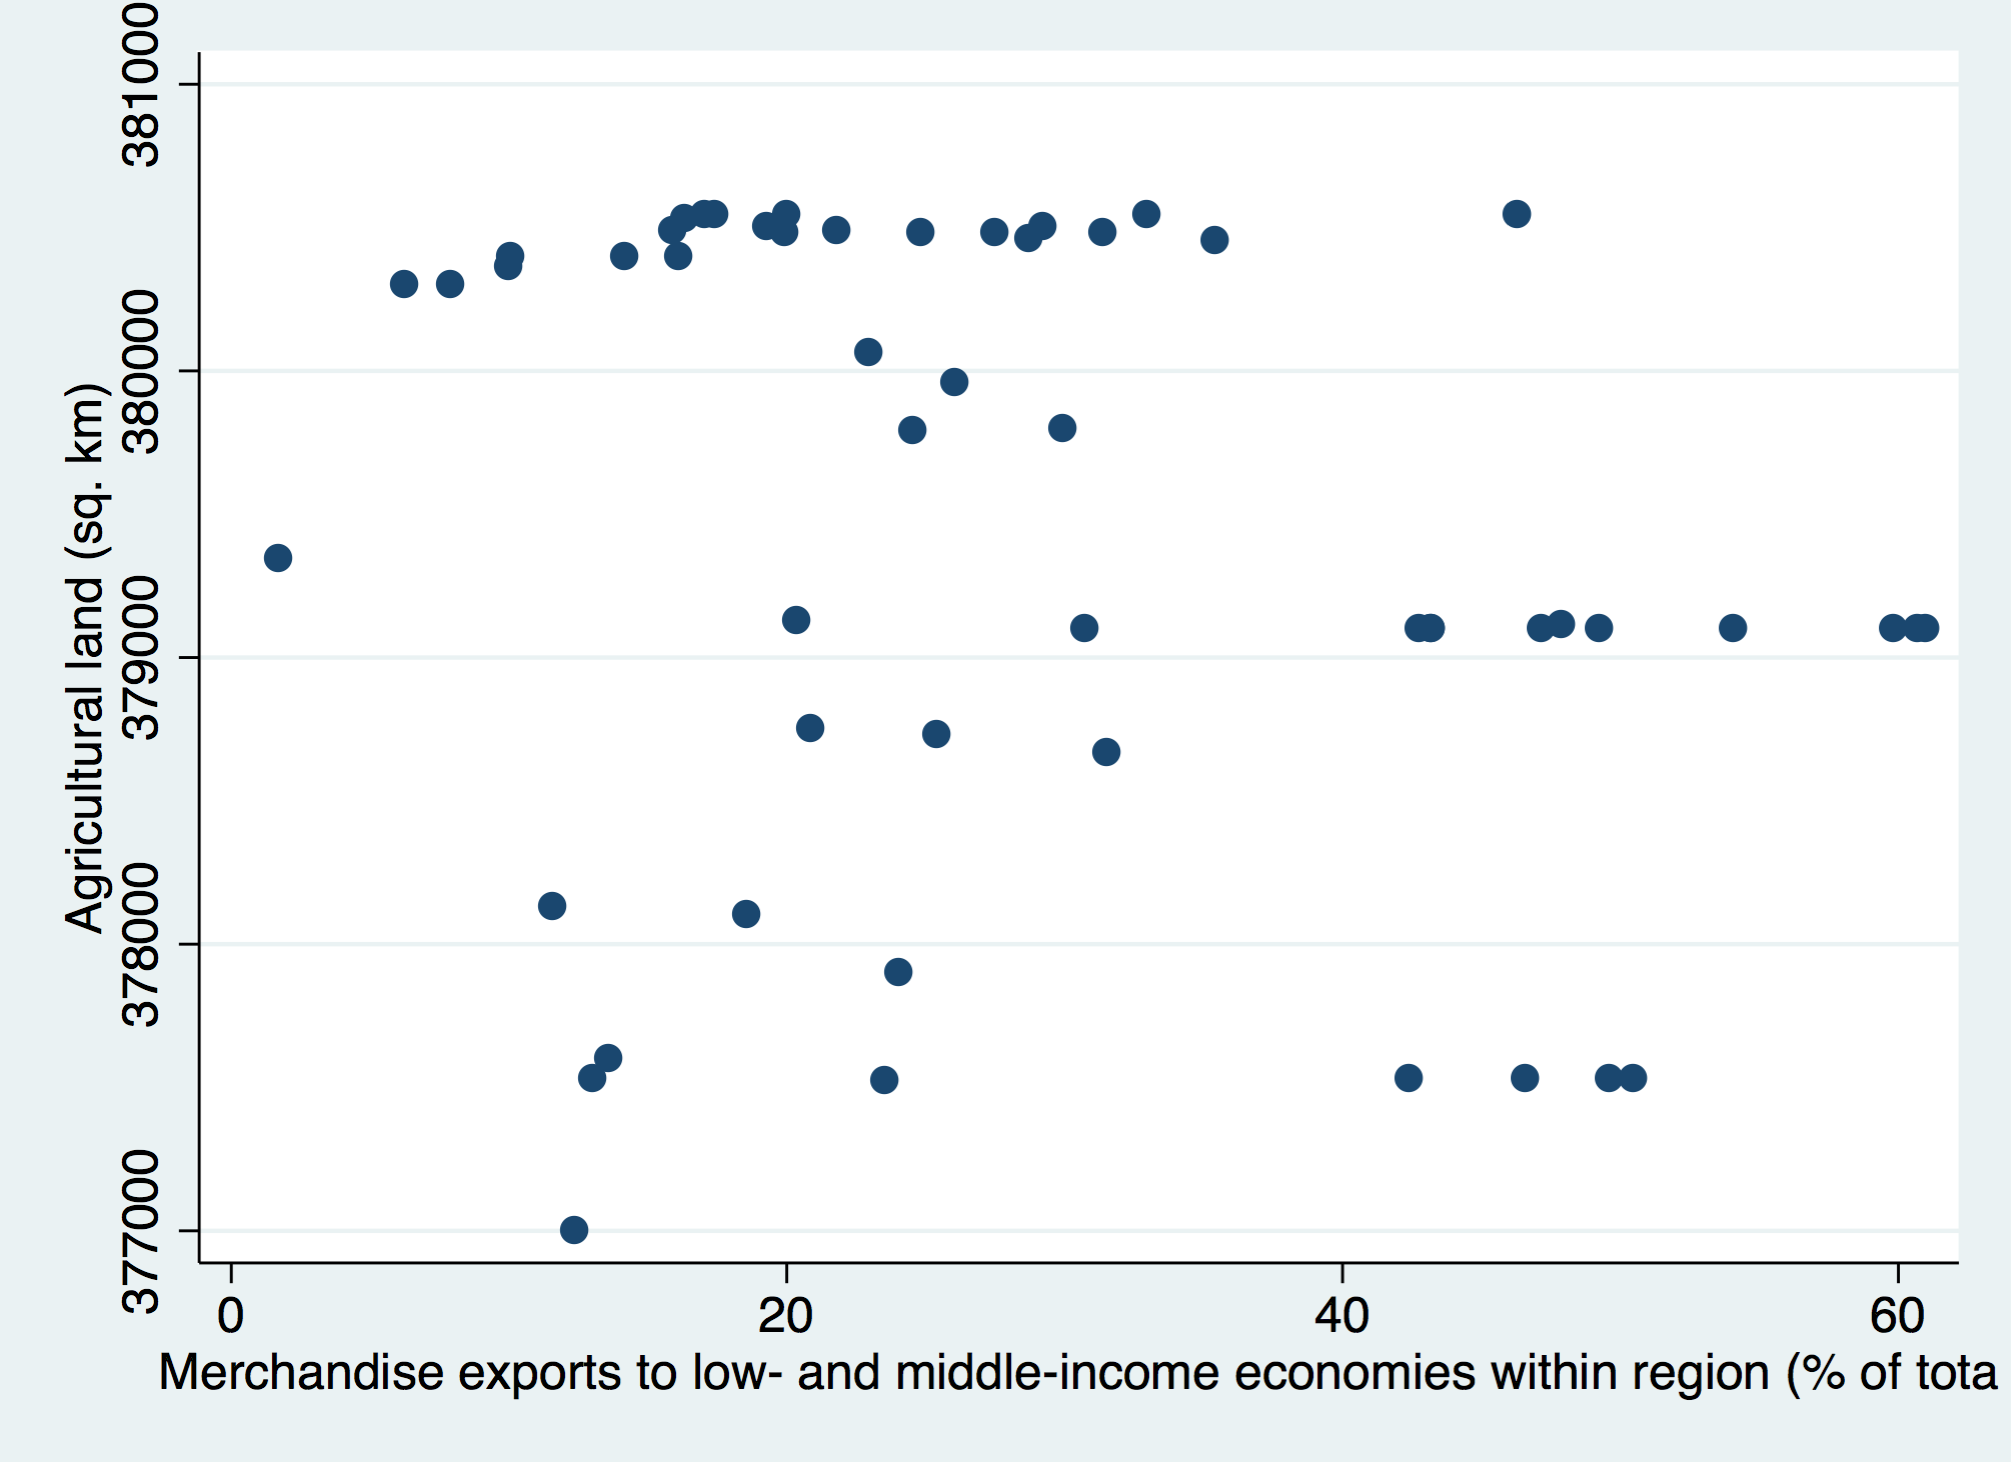 Agricultural land (sq. km)
381000
380000
379000
378000
377000
0 20 40 60
Merchandise exports to low- and middle-income economies within region (% of tota